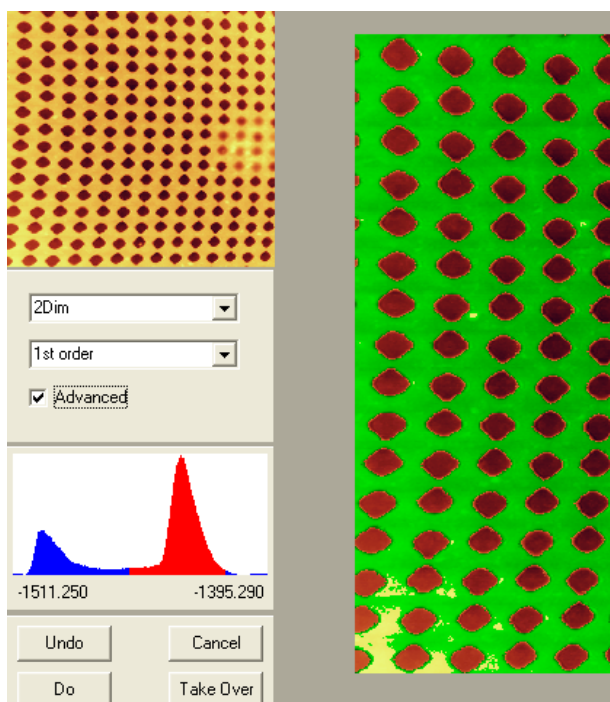 2Dim
1st order
Advanced
-1511.250 -1395.290
Undo Cancel
Do Take Over